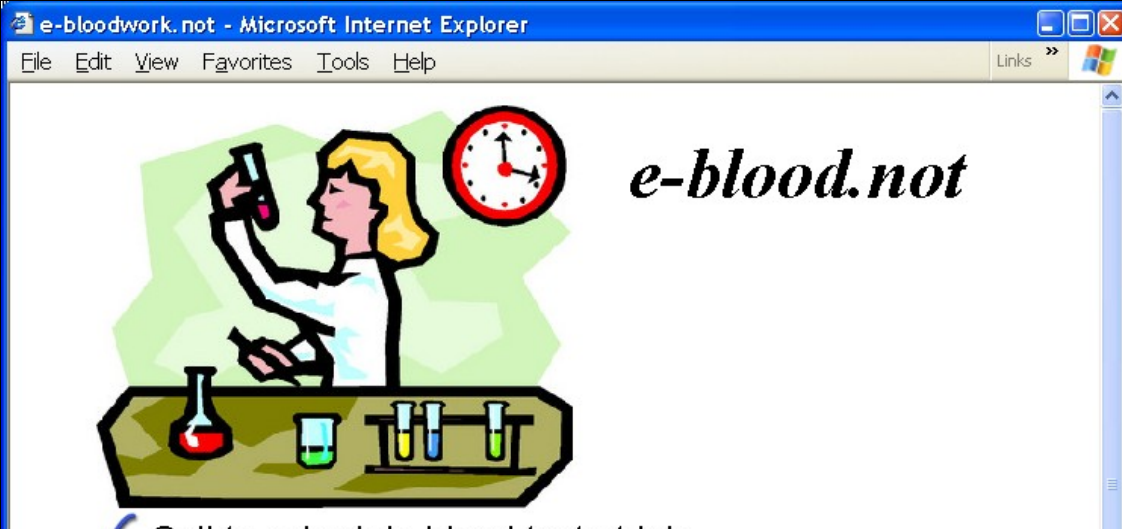 e-bloodwork.not - Microsoft Internet Explorer
File Edit View Favorites Tools Help Links »
e-blood.not